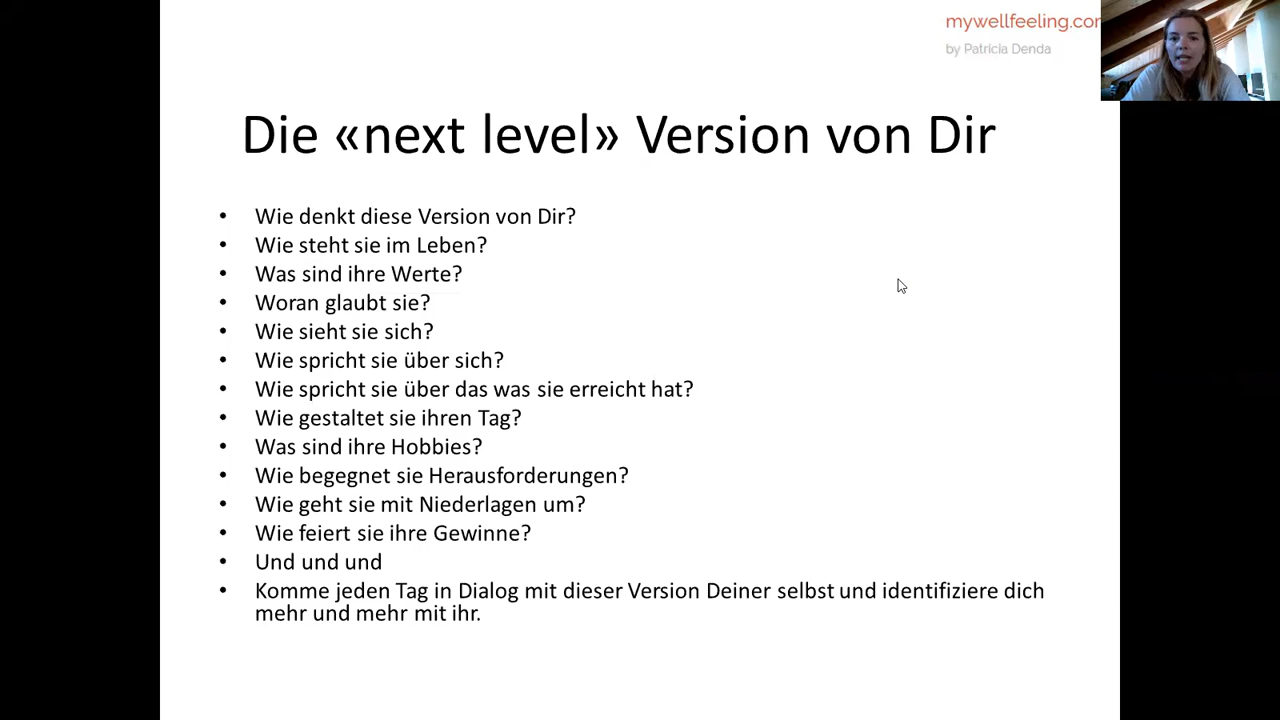 mywellfeeling.com
by Patricia Denda
Die «next level» Version von Dir
• Wie denkt diese Version von Dir?
• Wie steht sie im Leben?
• Was sind ihre Werte?
• Woran glaubt sie?
• Wie sieht sie sich?
• Wie spricht sie über sich?
• Wie spricht sie über das was sie erreicht hat?
• Wie gestaltet sie ihren Tag?
• Was sind ihre Hobbies?
• Wie begegnet sie Herausforderungen?
• Wie geht sie mit Niederlagen um?
• Wie feiert sie ihre Gewinne?
• Und und und
• Komme jeden Tag in Dialog mit dieser Version Deiner selbst und identifiziere dich
mehr und mehr mit ihr.